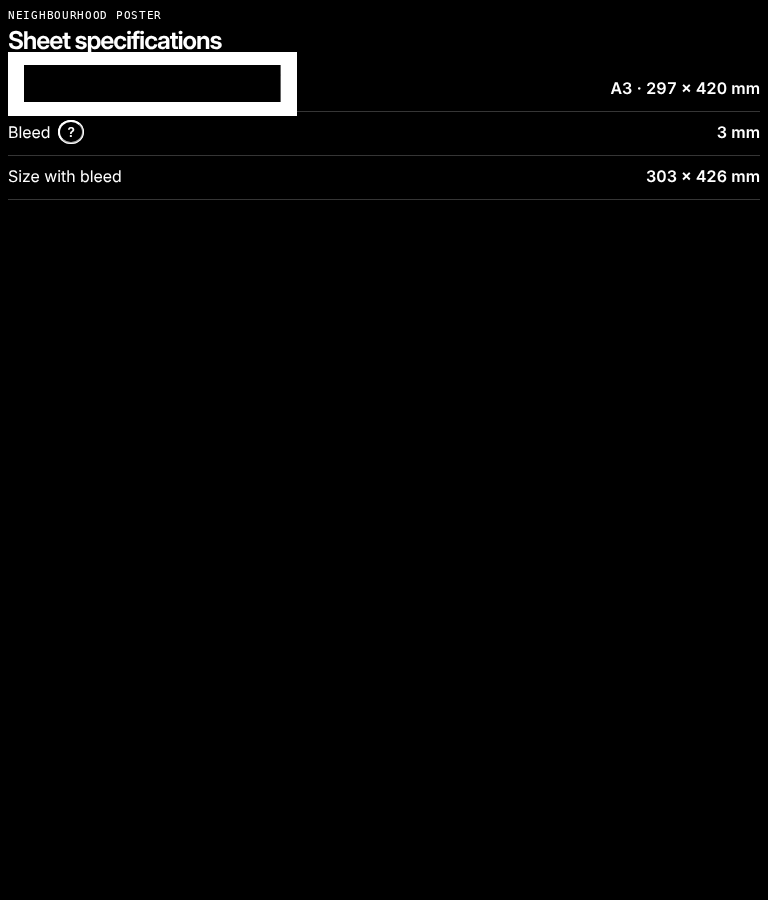 NEIGHBOURHOOD POSTER
Sheet specifications
A3 · 297 × 420 mm
Bleed ? 3 mm
Size with bleed 303 × 426 mm